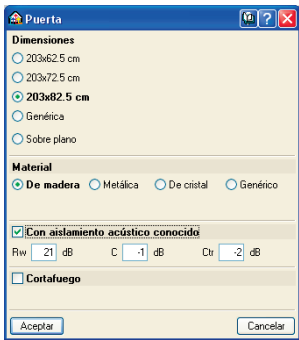 Puerta
Dimensiones
203x62.5 cm
203x72.5 cm
203x82.5 cm
Genérica
Sobre plano
Material
De madera Metálica De cristal Genérico
Con aislamiento acústico conocido
Rw 21 dB C -1 dB Ctr -2 dB
Cortafuego
Aceptar Cancelar